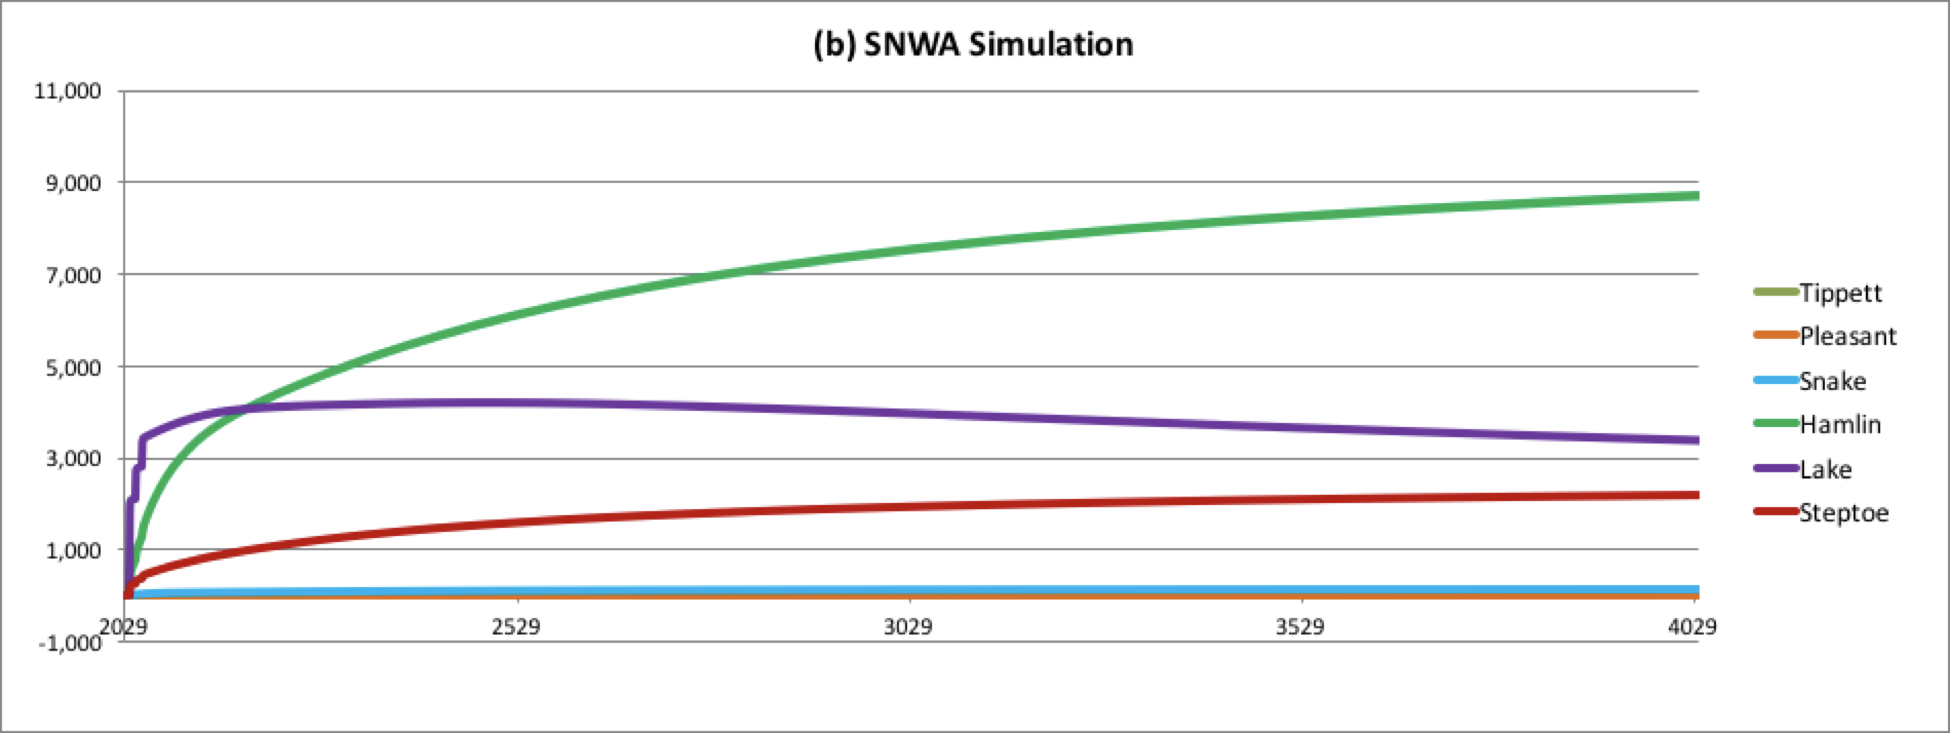 (b) SNWA Simulation
11,000
9,000
7,000
5,000
3,000
1,000
-1,000
2029 2529 3029 3529 4029
Tippett
Pleasant
Snake
Hamlin
Lake
Steptoe